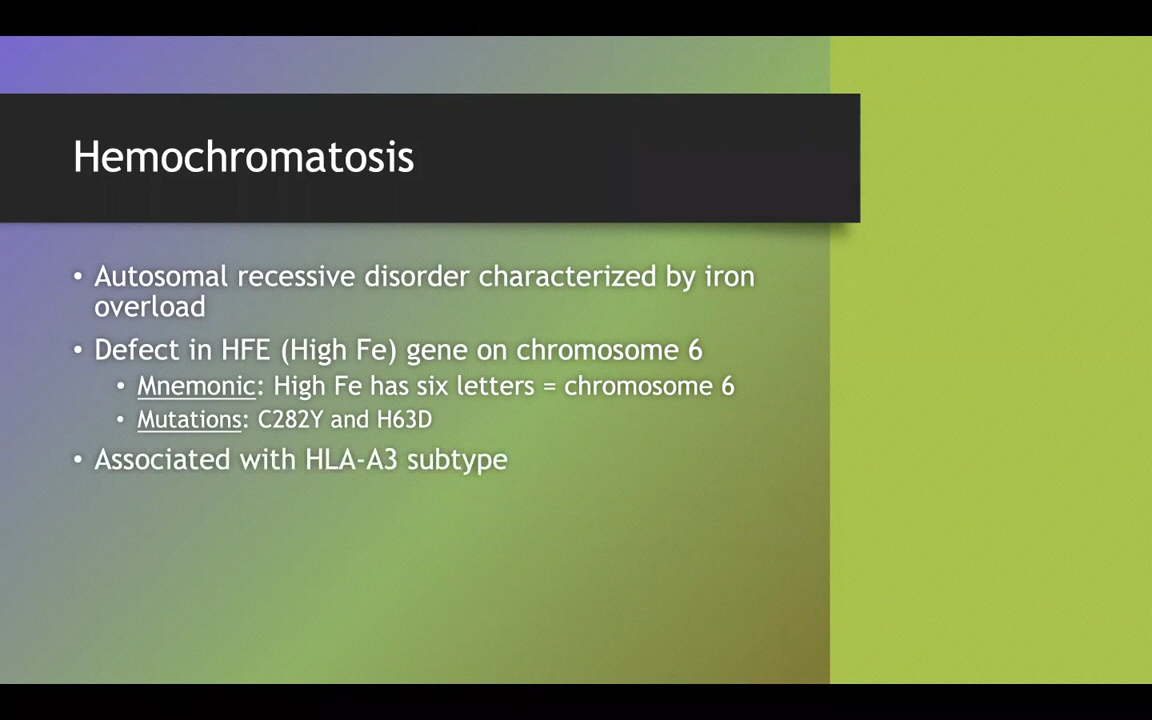 Hemochromatosis
• Autosomal recessive disorder characterized by iron
overload
• Defect in HFE (High Fe) gene on chromosome 6
• Mnemonic: High Fe has six letters = chromosome 6
• Mutations: C282Y and H63D
• Associated with HLA-A3 subtype